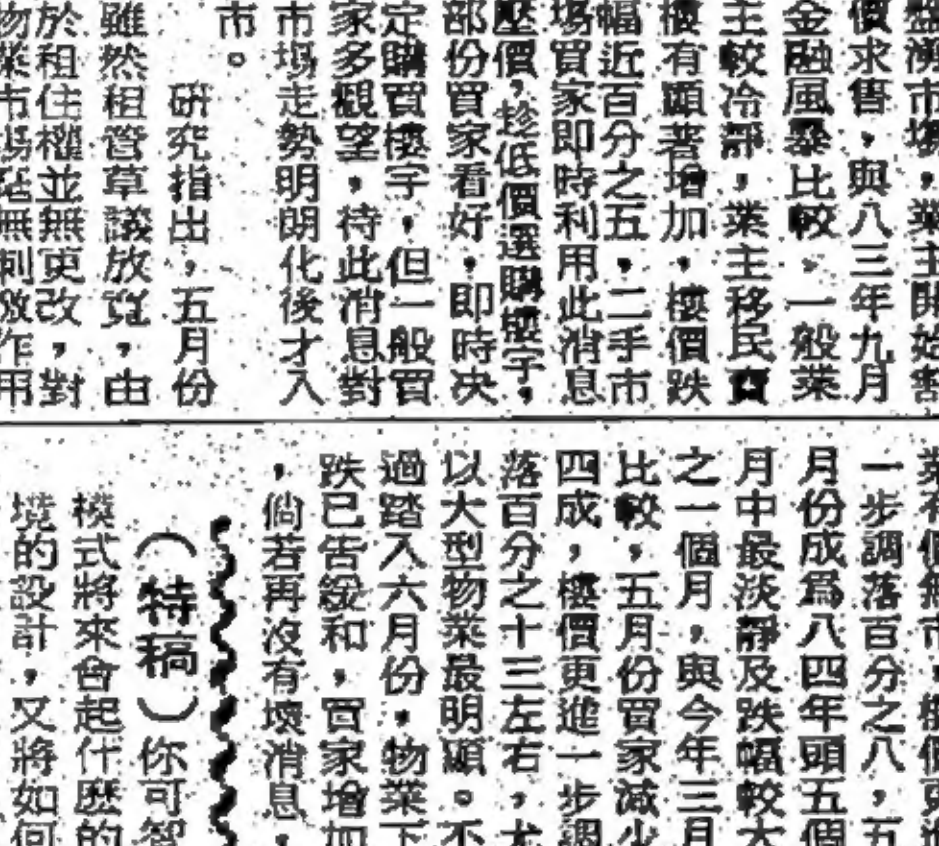 盤湧市場，業主開始割
價求售，與八三年九月
金融風暴比較，一般業
主較冷靜，業主移民賣
樓有顯著增加，樓價跌
幅近百分之五，二手市
場買家即時利用此消息
壓價，趁低價選購樓宇，
部份買家看好，即時决
定購買樓宇，但一般買
家多觀望，待此消息對
市場走勢明朗化後才入
市。
研究指出，五月份
雖然租管草議放寬，由
於租住權並無更改，對
物業市場站無刺激作用
業有價無市，樓價更進
一步調落百分之八，五
月份成爲八四年頭五個
月中最淡靜及跌幅較大
之一個月，與今年三月
比較，五月份買家减少
四成，樓價更進一步調
落百分之十三左右，尤
以大型物業最明顯。不
過踏入六月份，物業下
跌已告緩和，買家增加
，倘若再沒有壞消息，
（特稿）你可
模式將來會起什麽的
境的設計，又將如何